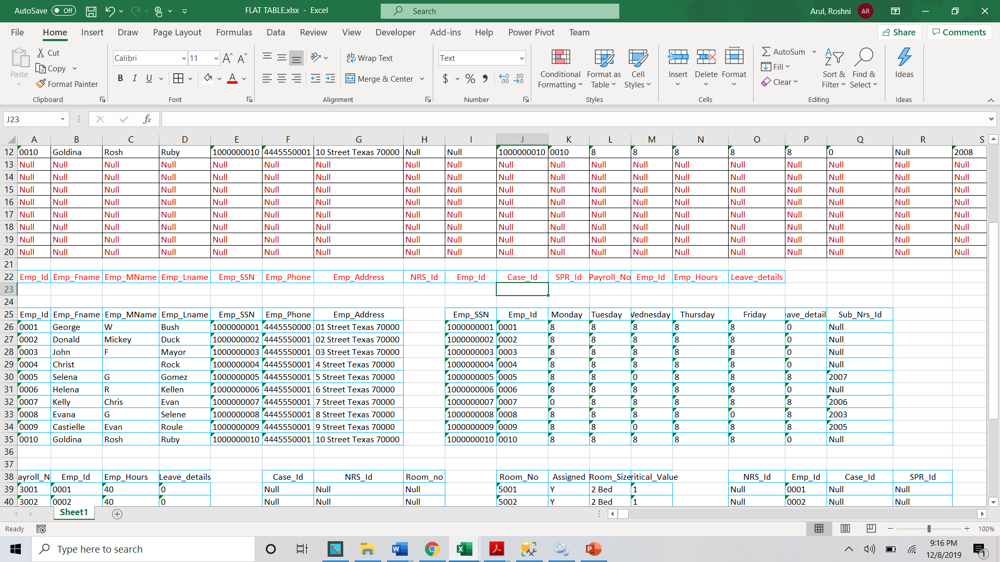 AutoSave Off FLAT TABLE.xlsx - Excel Search Arul, Roshni AR
File Home Insert Draw Page Layout Formulas Data Review View Developer Add-ins Help Power Pivot Team Share Comments
Paste Cut Copy Format Painter Clipboard
Calibri 11 B I U A Font
Wrap Text Merge & Center Alignment
Text $ % Number
Conditional Formatting Format as Table Cell Styles Styles
Insert Delete Format Cells
AutoSum Fill Clear Sort & Filter Find & Select Editing
Ideas Ideas
J23 fx
A B C D E F G H I J K L M N O P Q R S
12 0010 Goldina Rosh Ruby 1000000010 4445550001 10 Street Texas 70000 Null Null 1000000010 0010 8 8 8 8 8 0 Null 2008
13 Null Null Null Null Null Null Null Null Null Null Null Null Null Null Null Null Null Null Null
14 Null Null Null Null Null Null Null Null Null Null Null Null Null Null Null Null Null Null Null
15 Null Null Null Null Null Null Null Null Null Null Null Null Null Null Null Null Null Null Null
16 Null Null Null Null Null Null Null Null Null Null Null Null Null Null Null Null Null Null Null
17 Null Null Null Null Null Null Null Null Null Null Null Null Null Null Null Null Null Null Null
18 Null Null Null Null Null Null Null Null Null Null Null Null Null Null Null Null Null Null Null
19 Null Null Null Null Null Null Null Null Null Null Null Null Null Null Null Null Null Null Null
20 Null Null Null Null Null Null Null Null Null Null Null Null Null Null Null Null Null Null Null
21
22 Emp_Id Emp_Fname Emp_MName Emp_Lname Emp_SSN Emp_Phone Emp_Address NRS_Id Emp_Id Case_Id SPR_Id Payroll_No Emp_Id Emp_Hours Leave_details
23
24
25 Emp_Id Emp_Fname Emp_MName Emp_Lname Emp_SSN Emp_Phone Emp_Address Emp_SSN Emp_Id Monday Tuesday Wednesday Thursday Friday eave_detail Sub_Nrs_Id
26 0001 George W Bush 1000000001 4445550000 01 Street Texas 70000 1000000001 0001 8 8 8 8 8 0 Null
27 0002 Donald Mickey Duck 1000000002 4445550001 02 Street Texas 70000 1000000002 0002 8 8 8 8 8 0 Null
28 0003 John F Mayor 1000000003 4445550001 03 Street Texas 70000 1000000003 0003 8 8 8 8 8 0 Null
29 0004 Christ Rock 1000000004 4445550001 4 Street Texas 70000 1000000004 0004 8 8 8 8 8 0 Null
30 0005 Selena G Gomez 1000000005 4445550001 5 Street Texas 70000 1000000005 0005 8 8 0 8 8 8 2007
31 0006 Helena R Kellen 1000000006 4445550001 6 Street Texas 70000 1000000006 0006 8 8 8 8 8 0 Null
32 0007 Kelly Chris Evan 1000000007 4445550001 7 Street Texas 70000 1000000007 0007 0 8 8 8 8 8 2006
33 0008 Evana G Selene 1000000008 4445550001 8 Street Texas 70000 1000000008 0008 8 8 8 8 0 8 2003
34 0009 Castielle Evan Roule 1000000009 4445550001 9 Street Texas 70000 1000000009 0009 8 8 0 8 8 8 2005
35 0010 Goldina Rosh Ruby 1000000010 4445550001 10 Street Texas 70000 1000000010 0010 8 8 8 8 8 0 Null
36
37
38 ayroll_N Emp_Id Emp_Hours Leave_details Case_Id NRS_Id Room_no Room_No Assigned Room_Size ritical_Value NRS_Id Emp_Id Case_Id SPR_Id
39 3001 0001 40 0 Null Null Null 5001 Y 2 Bed 1 Null 0001 Null Null
40 3002 0002 40 0 Null Null Null 5002 Y 2 Bed 1 Null 0002 Null Null
Sheet1
Ready 100%
Type here to search 9:16 PM
12/8/2019 1